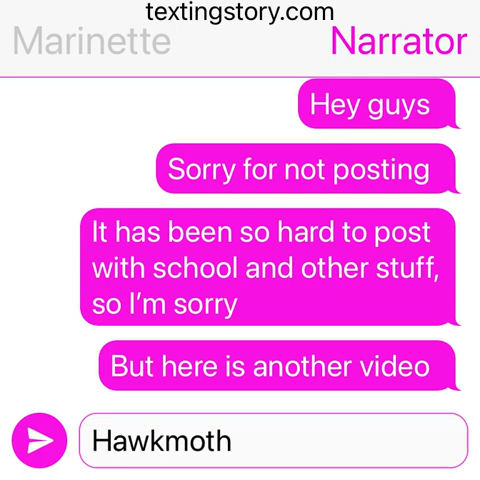 textingstory.com
Marinette Narrator
Hey guys
Sorry for not posting
It has been so hard to post
with school and other stuff,
so I’m sorry
But here is another video
Hawkmoth